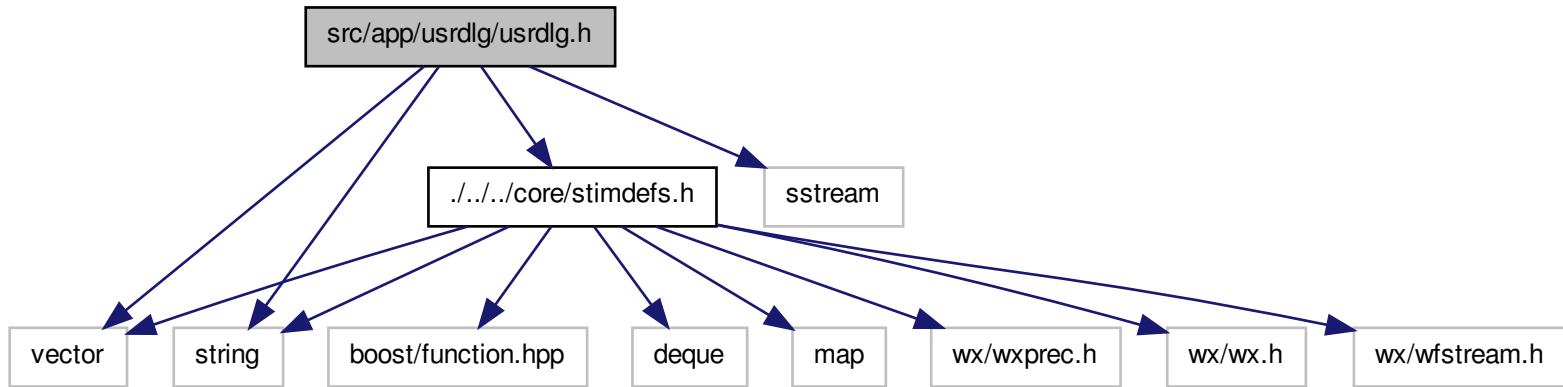 src/app/usrdlg/usrdlg.h
./../../core/stimdefs.h
sstream
vector
string
boost/function.hpp
deque
map
wx/wxprec.h
wx/wx.h
wx/wfstream.h